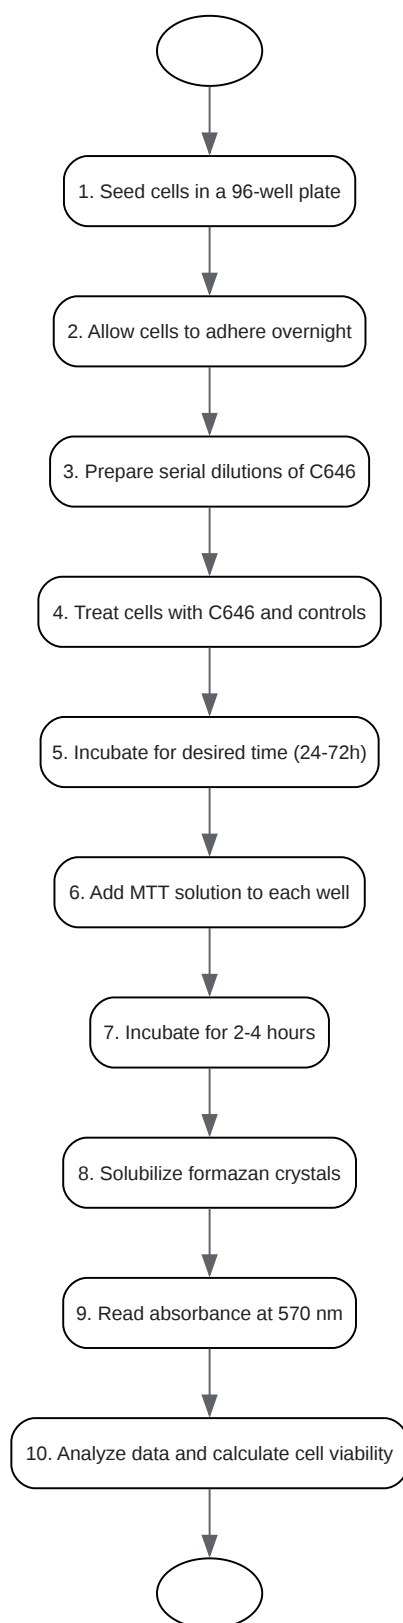 1. Seed cells in a 96-well plate
2. Allow cells to adhere overnight
3. Prepare serial dilutions of C646
4. Treat cells with C646 and controls
5. Incubate for desired time (24-72h)
6. Add MTT solution to each well
7. Incubate for 2-4 hours
8. Solubilize formazan crystals
9. Read absorbance at 570 nm
10. Analyze data and calculate cell viability